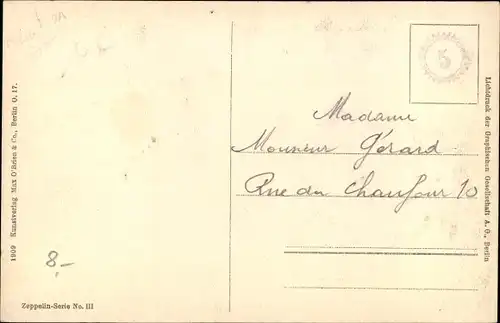 1909 Kunstverlag Max O'Brien & Co., Berlin O. 17.
8.-
Zeppelin-Serie No. III
5
Madame
Monsieur Gérard
Rue du Chaufour 10
Lichtdruck der Graphischen Gesellschaft A. G., Berlin